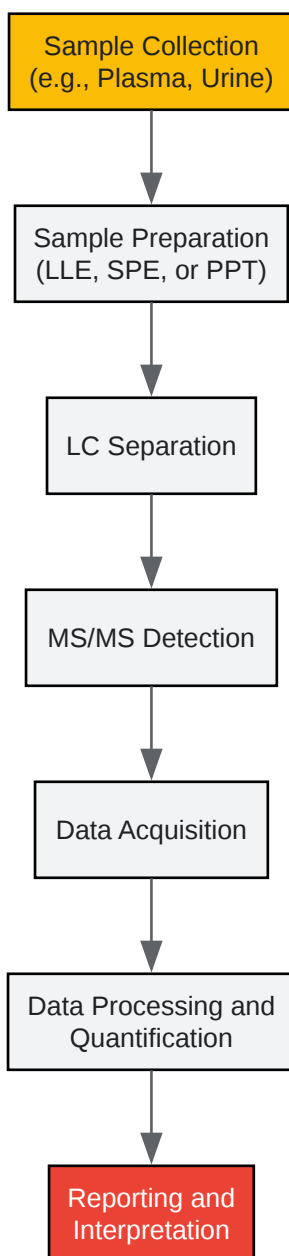 Sample Collection
(e.g., Plasma, Urine)
Sample Preparation
(LLE, SPE, or PPT)
LC Separation
MS/MS Detection
Data Acquisition
Data Processing and
Quantification
Reporting and
Interpretation